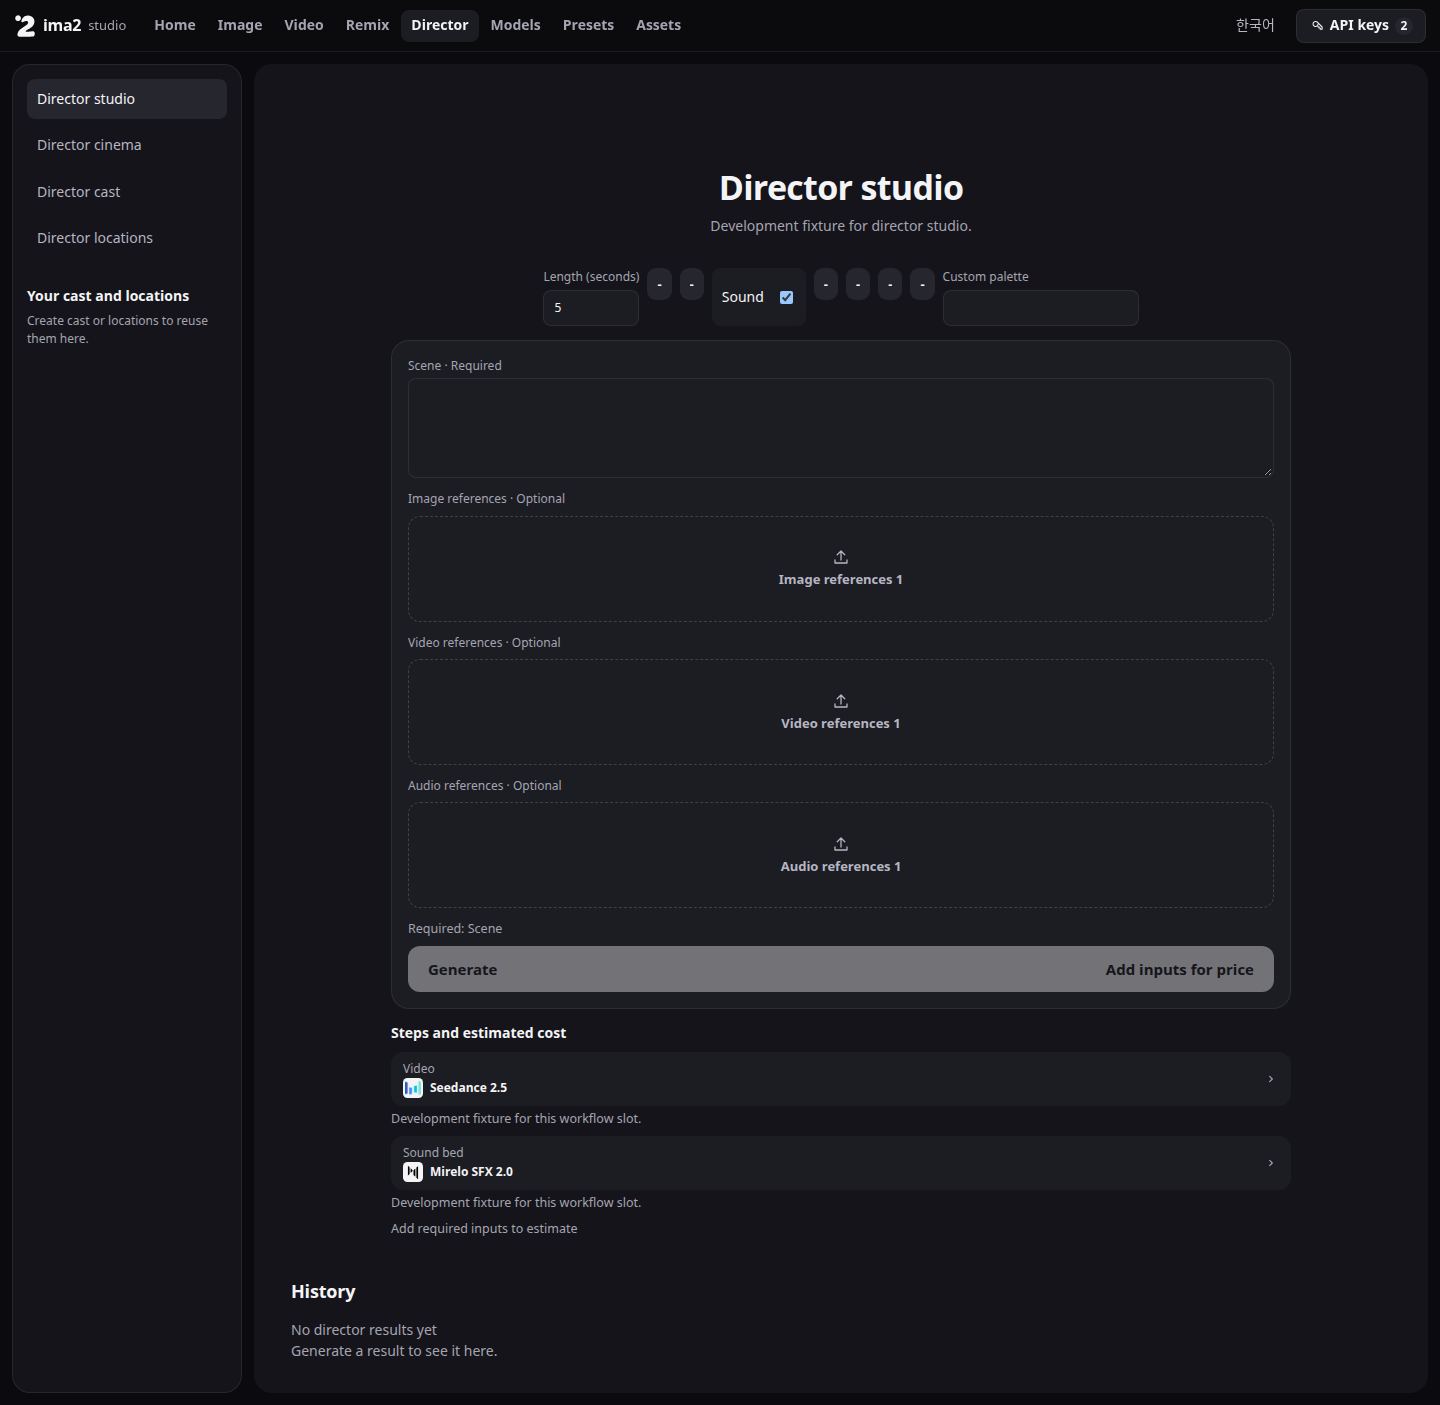 ima2 studio Home Image Video Remix Director Models Presets Assets 한국어 API keys 2
Director studio
Director cinema
Director cast
Director locations
Your cast and locations
Create cast or locations to reuse
them here.
Director studio
Development fixture for director studio.
Length (seconds)
5
-
-
Sound
-
-
-
-
Custom palette
Scene · Required
Image references · Optional
Image references 1
Video references · Optional
Video references 1
Audio references · Optional
Audio references 1
Required: Scene
Generate
Add inputs for price
Steps and estimated cost
Video
Seedance 2.5
Development fixture for this workflow slot.
Sound bed
Mirelo SFX 2.0
Development fixture for this workflow slot.
Add required inputs to estimate
History
No director results yet
Generate a result to see it here.